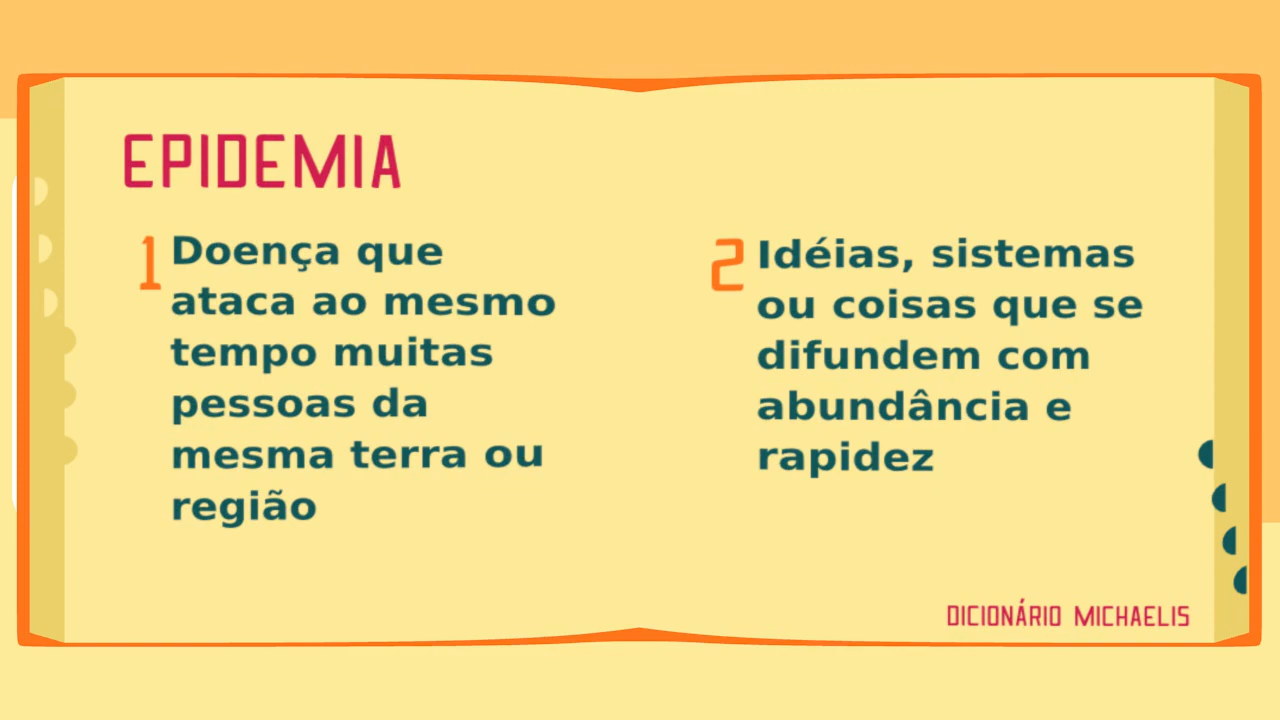 EPIDEMIA
1 Doença que
ataca ao mesmo
tempo muitas
pessoas da
mesma terra ou
região
2 Idéias, sistemas
ou coisas que se
difundem com
abundância e
rapidez
DICIONÁRIO MICHAELIS